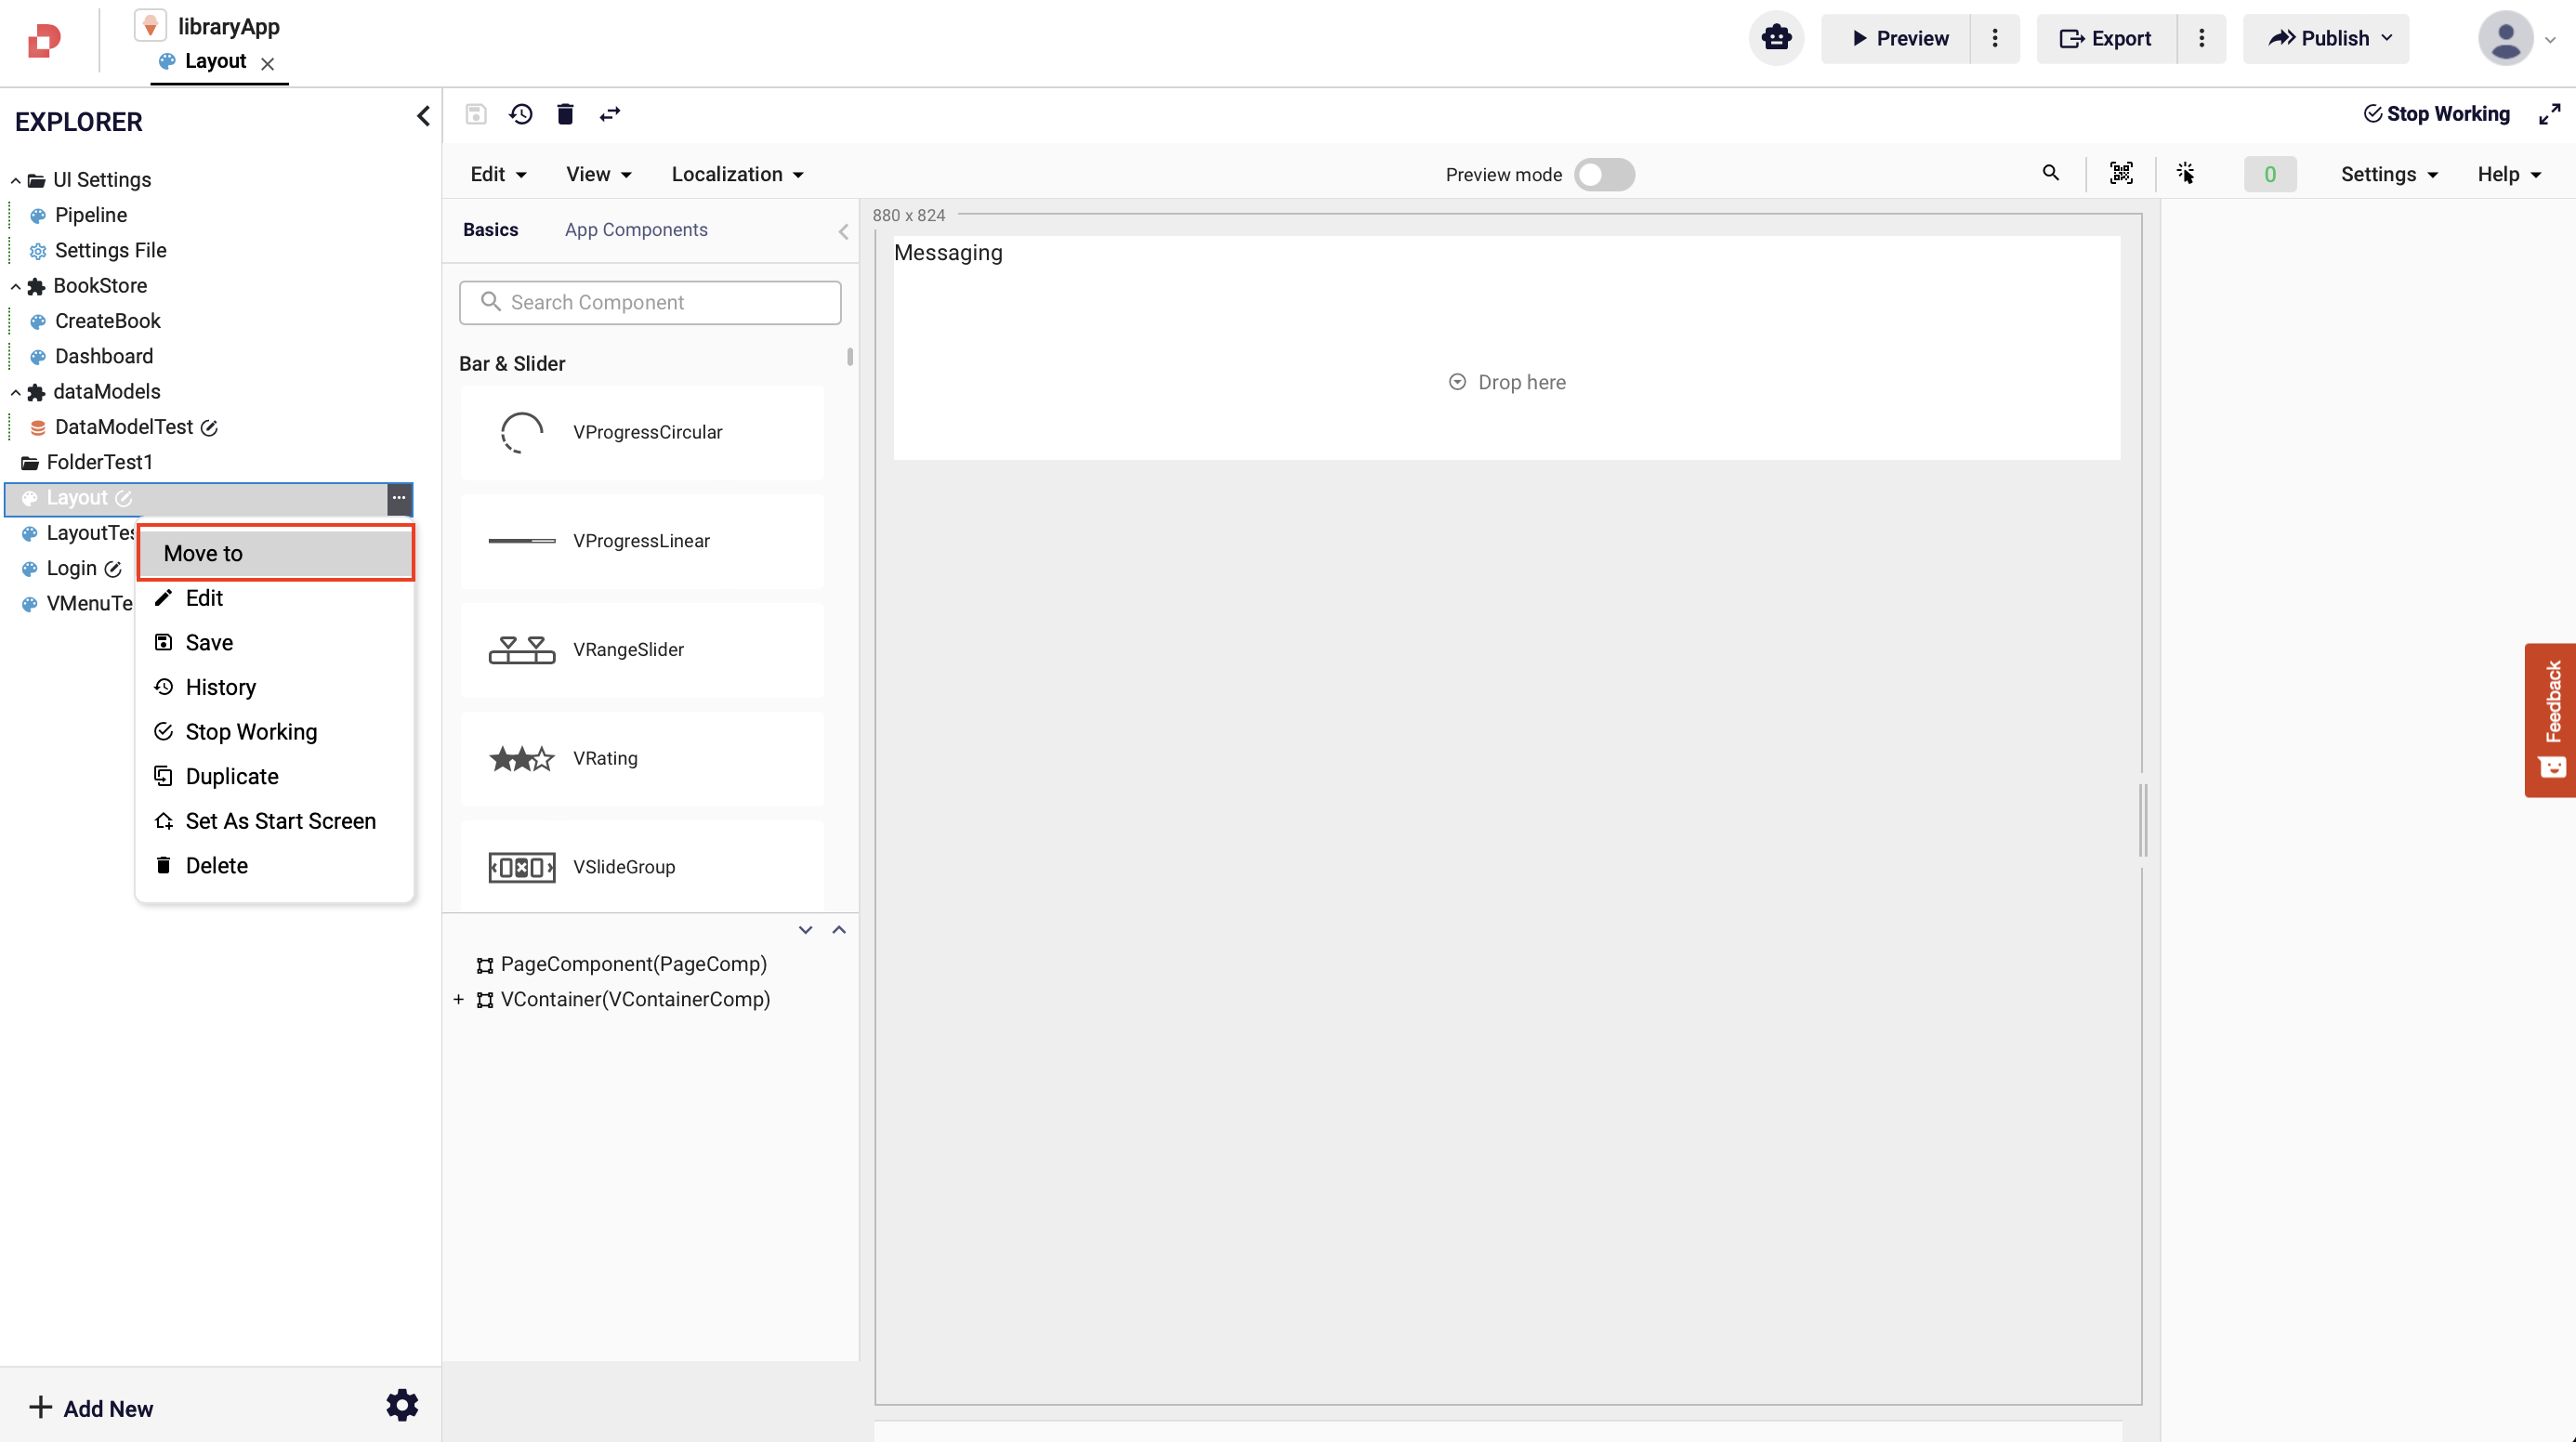 libraryApp
Layout
Preview
Export
Publish
EXPLORER
Stop Working
UI Settings
Pipeline
Settings File
BookStore
CreateBook
Dashboard
dataModels
DataModelTest
FolderTest1
Layout
LayoutTes
Login
VMenuTe
Move to
Edit
Save
History
Stop Working
Duplicate
Set As Start Screen
Delete
Add New
Edit
View
Localization
Preview mode
0
Settings
Help
Basics
App Components
Search Component
Bar & Slider
VProgressCircular
VProgressLinear
VRangeSlider
VRating
VSlideGroup
PageComponent(PageComp)
+ VContainer(VContainerComp)
880 x 824
Messaging
Drop here
Feedback